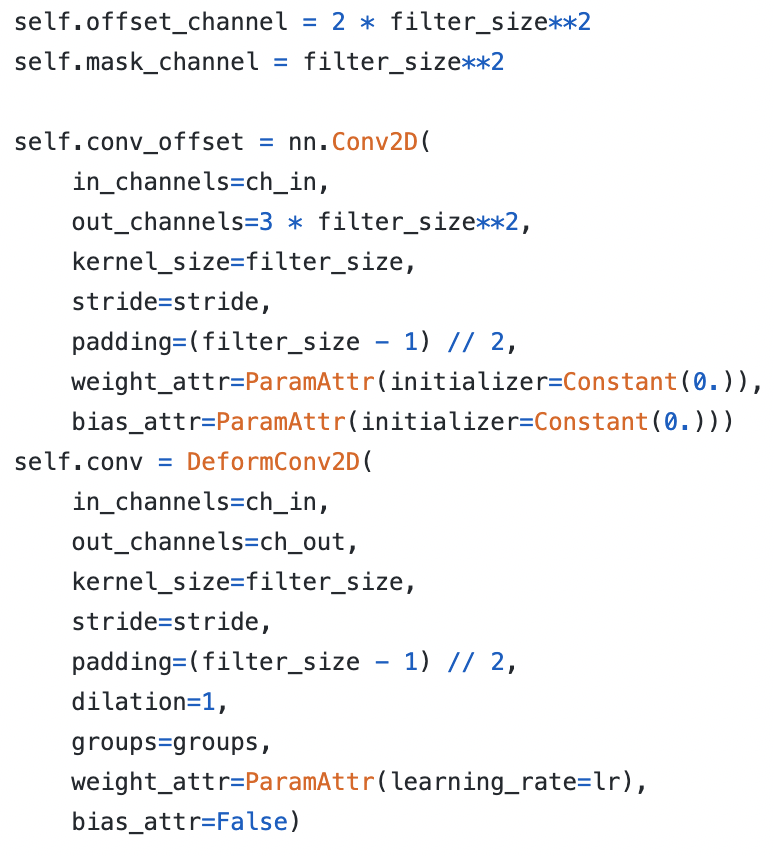 self.offset_channel = 2 * filter_size**2
self.mask_channel = filter_size**2

self.conv_offset = nn.Conv2D(
    in_channels=ch_in,
    out_channels=3 * filter_size**2,
    kernel_size=filter_size,
    stride=stride,
    padding=(filter_size - 1) // 2,
    weight_attr=ParamAttr(initializer=Constant(0.)),
    bias_attr=ParamAttr(initializer=Constant(0.)))
self.conv = DeformConv2D(
    in_channels=ch_in,
    out_channels=ch_out,
    kernel_size=filter_size,
    stride=stride,
    padding=(filter_size - 1) // 2,
    dilation=1,
    groups=groups,
    weight_attr=ParamAttr(learning_rate=lr),
    bias_attr=False)